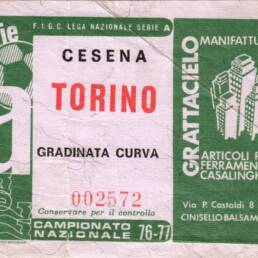 F.I.G.C. LEGA NAZIONALE SERIE A
CESENA
TORINO
GRADINATA CURVA
002572
Conservare per il controllo
CAMPIONATO
NAZIONALE 76-77
GRATTACIELO
MANIFATTU
ARTICOLI P
FERRAMEN
CASALINGH
Via P. Castaldi 8
CINISELLO BALSAM